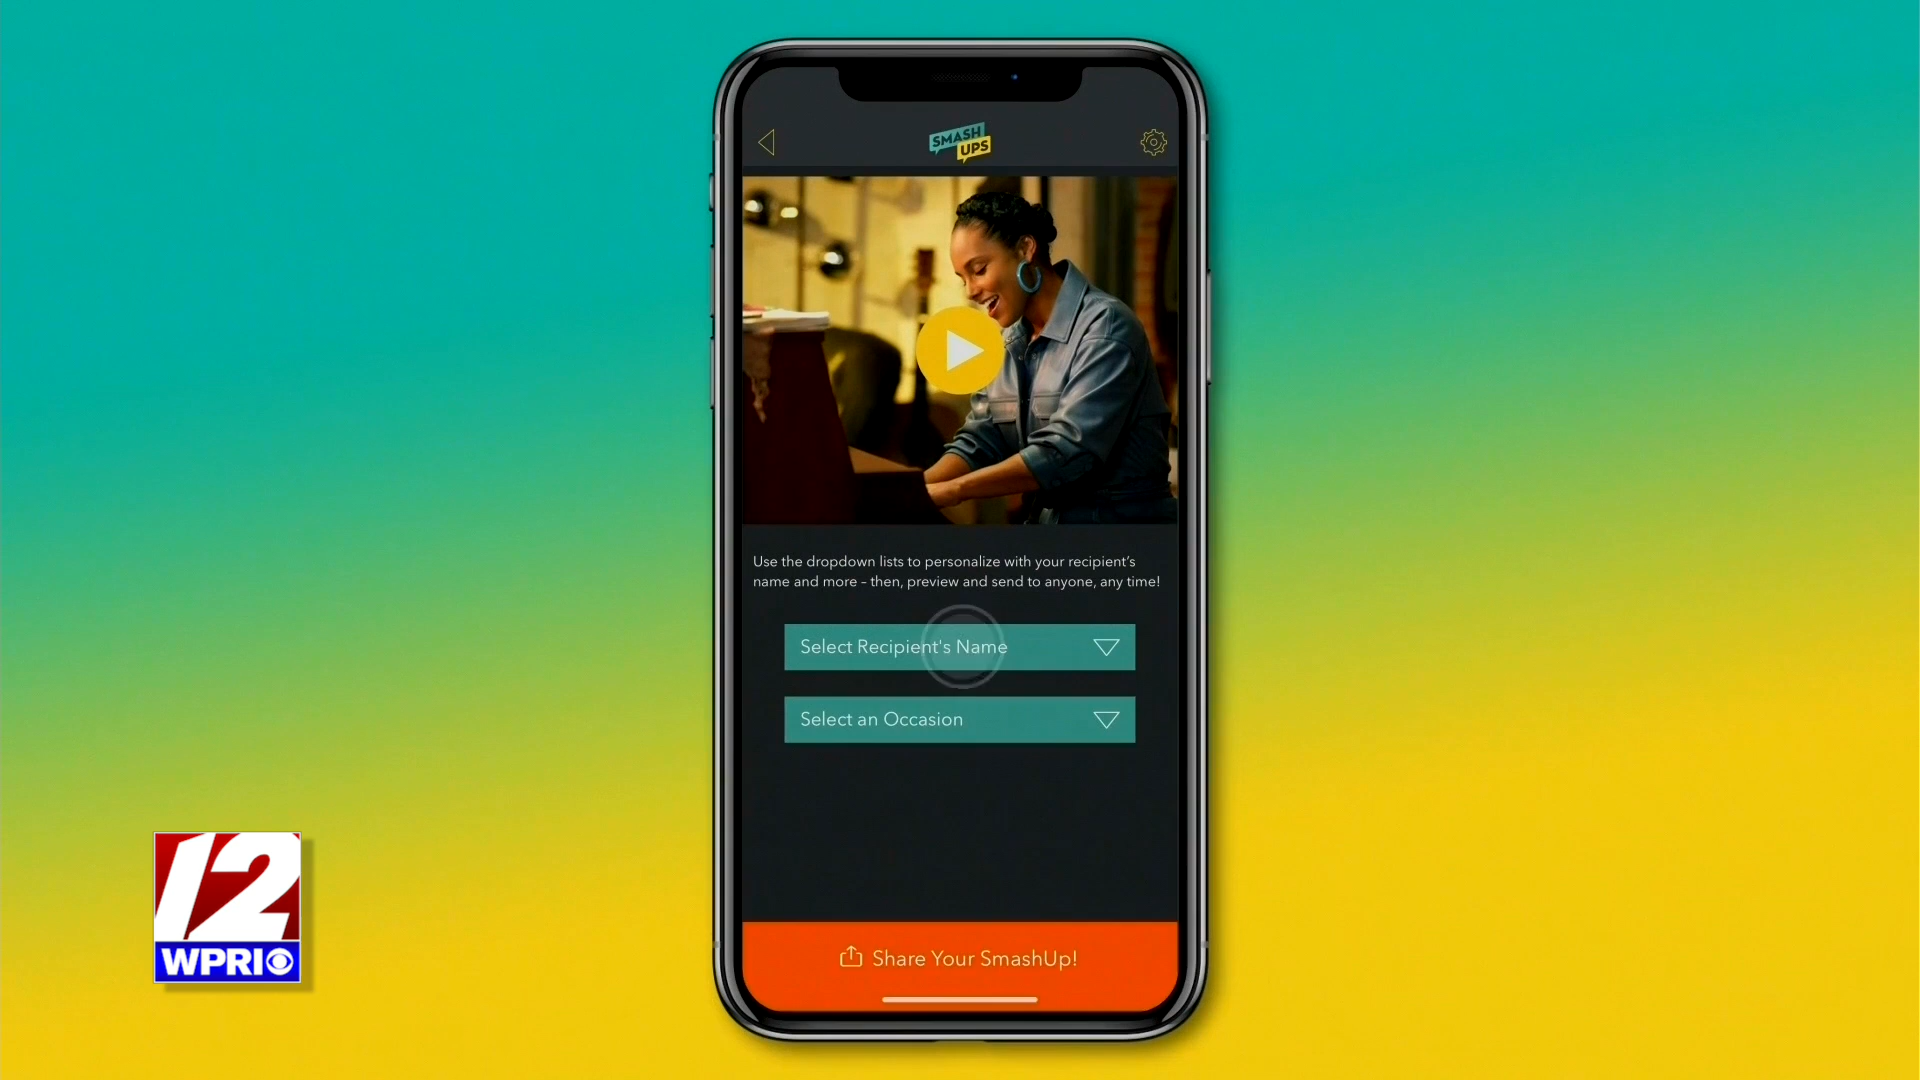 SMASH
UPS
Use the dropdown lists to personalize with your recipient's
name and more – then, preview and send to anyone, any time!
Select Recipient's Name
Select an Occasion
Share Your SmashUp!
12
WPRI